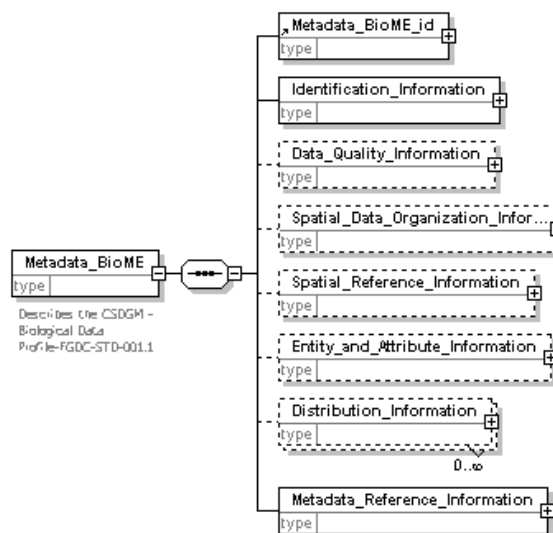 Metadata_BioME_id
type
Identification_Information
type
Data_Quality_Information
type
Spatial_Data_Organization_Infor...
type
Metadata_BioME
type
Describes the CSDGM -
Biological Data
Profile-FGDC-STD-001.1
Spatial_Reference_Information
type
Entity_and_Attribute_Information
type
Distribution_Information
type
0..∞
Metadata_Reference_Information
type